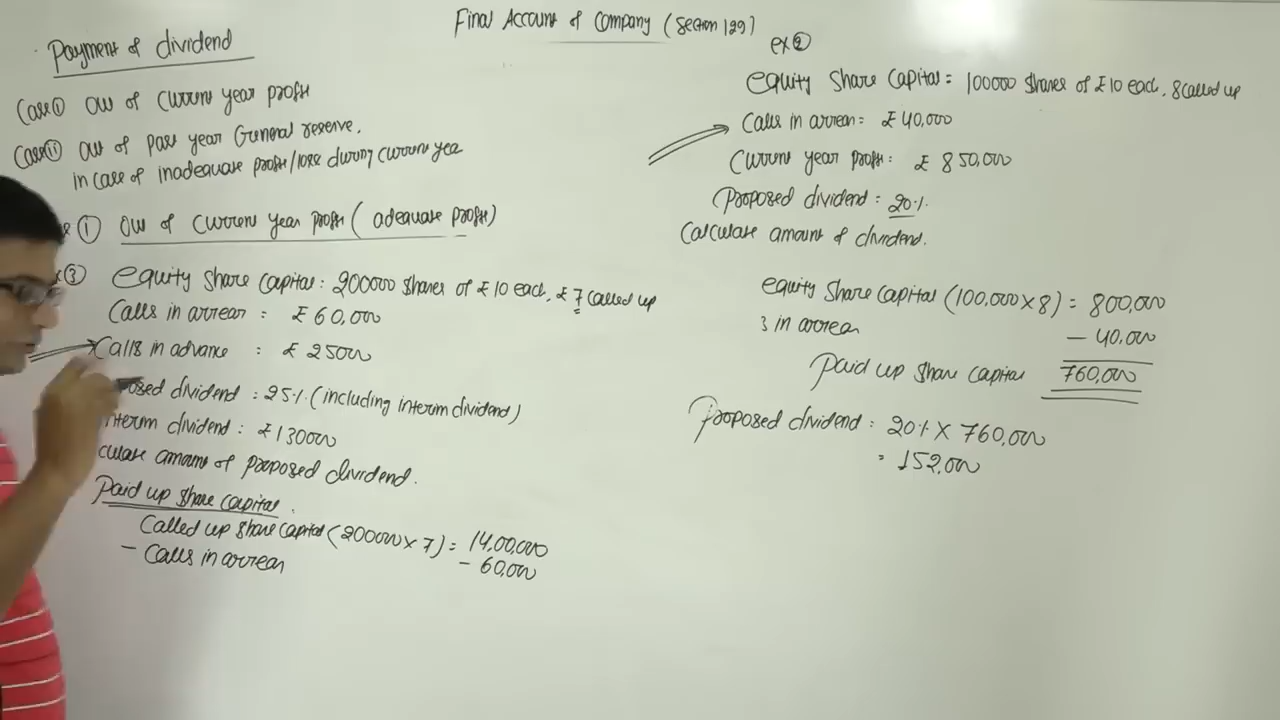 Final Account of Company (Section 129)
Payment of dividend
Case (i) Out of Current year profit
Case (ii) Out of past year General reserve.
in case of inadequate profit/loss during current year
(1) Out of Current year profit (adequate profit)
(3) equity share capital: 200000 shares of ₹10 each, ₹7 called up
Calls in arrear : ₹60,000
Calls in advance : ₹25000
osed dividend : 25% (including interim dividend)
nterim dividend : ₹13000
culate amount of proposed dividend.
Paid up share capital.
Called up share capital (200000 x 7) = 14,00,000
- Calls in arrear - 60,000
ex (2)
equity share capital = 100000 shares of ₹10 each, 8 called up
Calls in arrear = ₹40,000
Current year profit : ₹850,000
Proposed dividend : 20%.
Calculate amount of dividend.
equity share capital (100,000 x 8) = 800,000
s in arrear - 40,000
Paid up share capital 760,000
Proposed dividend : 20% x 760,000
= 152,000